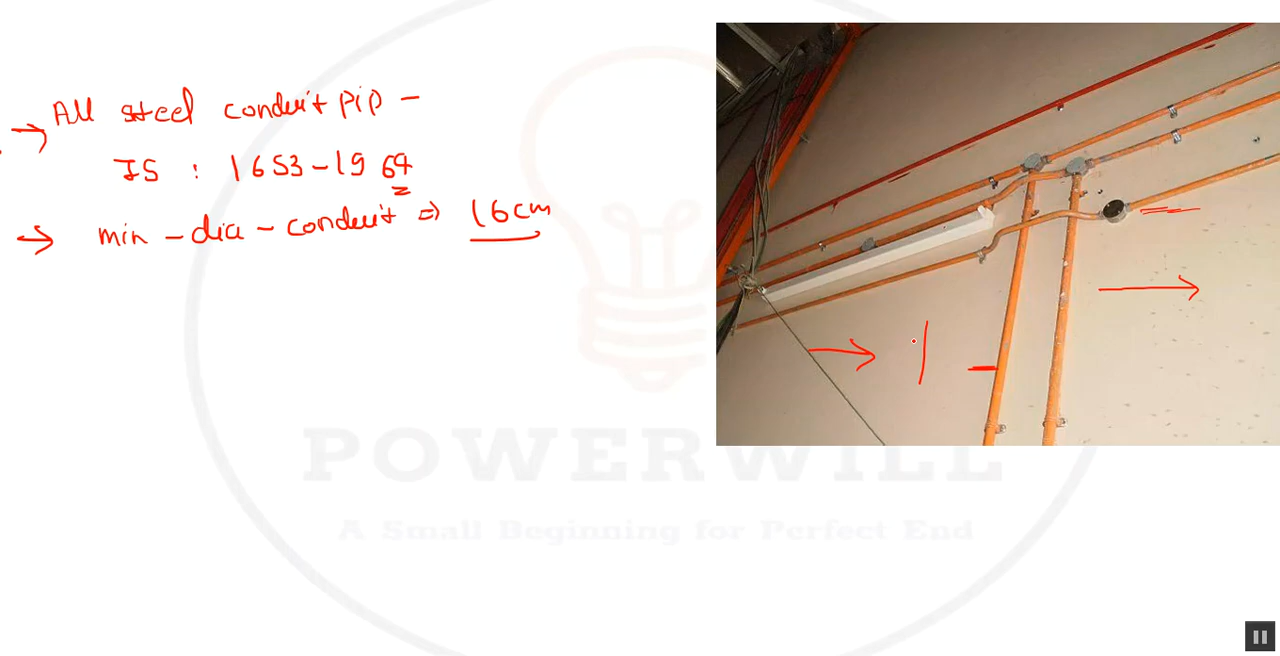 → All steel conduit pip -
IS : 1653-1964
→ min - dia - conduit ⇒ 16cm
POWERWILL
A Small Beginning for Perfect End